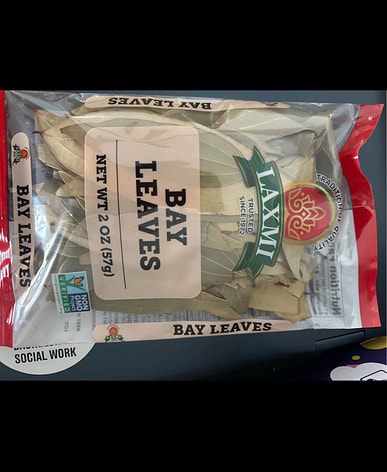 TRADITION OF QUALITY
LAXMI
TRUSTED
SINCE 1972
BAY
LEAVES
NET WT 2 OZ (57g)
BAY LEAVES
BAY LEAVES
BAY LEAVES
NON
GMO
VERIFIED
Nutrition
SOCIAL WORK